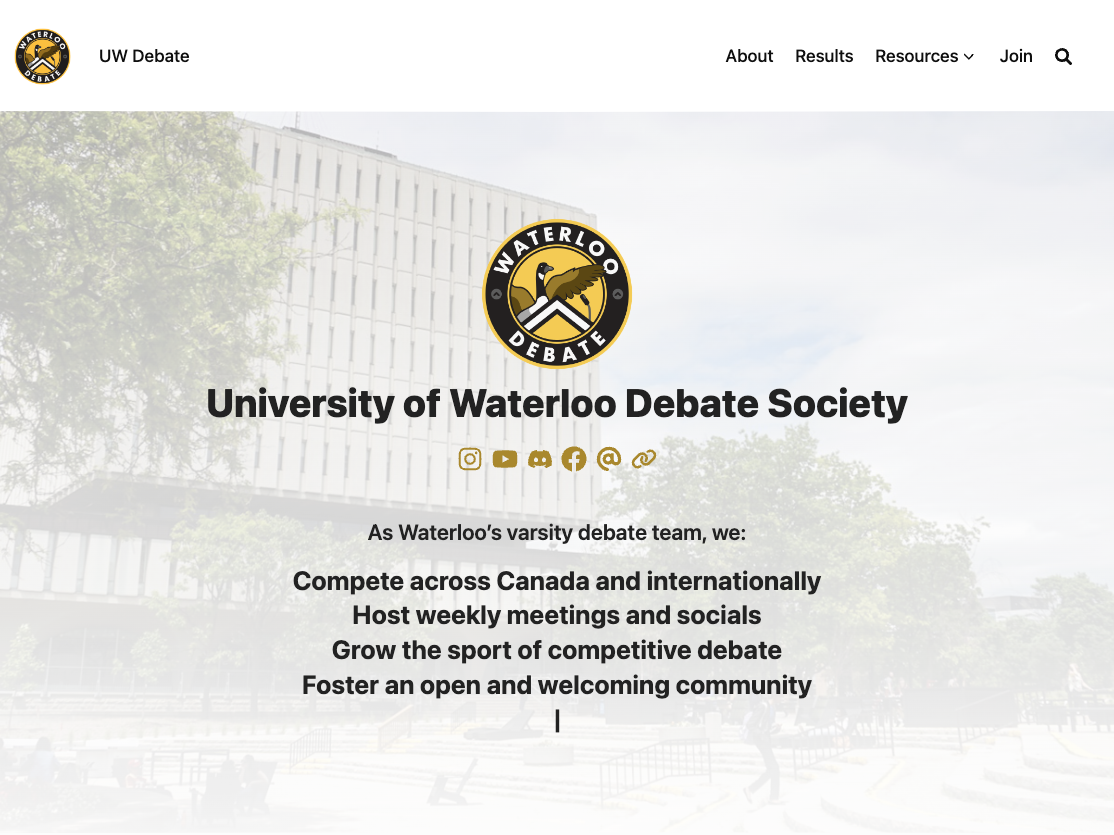 WATERLOO
DEBATE
UW Debate
About
Results
Resources
Join
WATERLOO
DEBATE
University of Waterloo Debate Society
As Waterloo’s varsity debate team, we:
Compete across Canada and internationally
Host weekly meetings and socials
Grow the sport of competitive debate
Foster an open and welcoming community